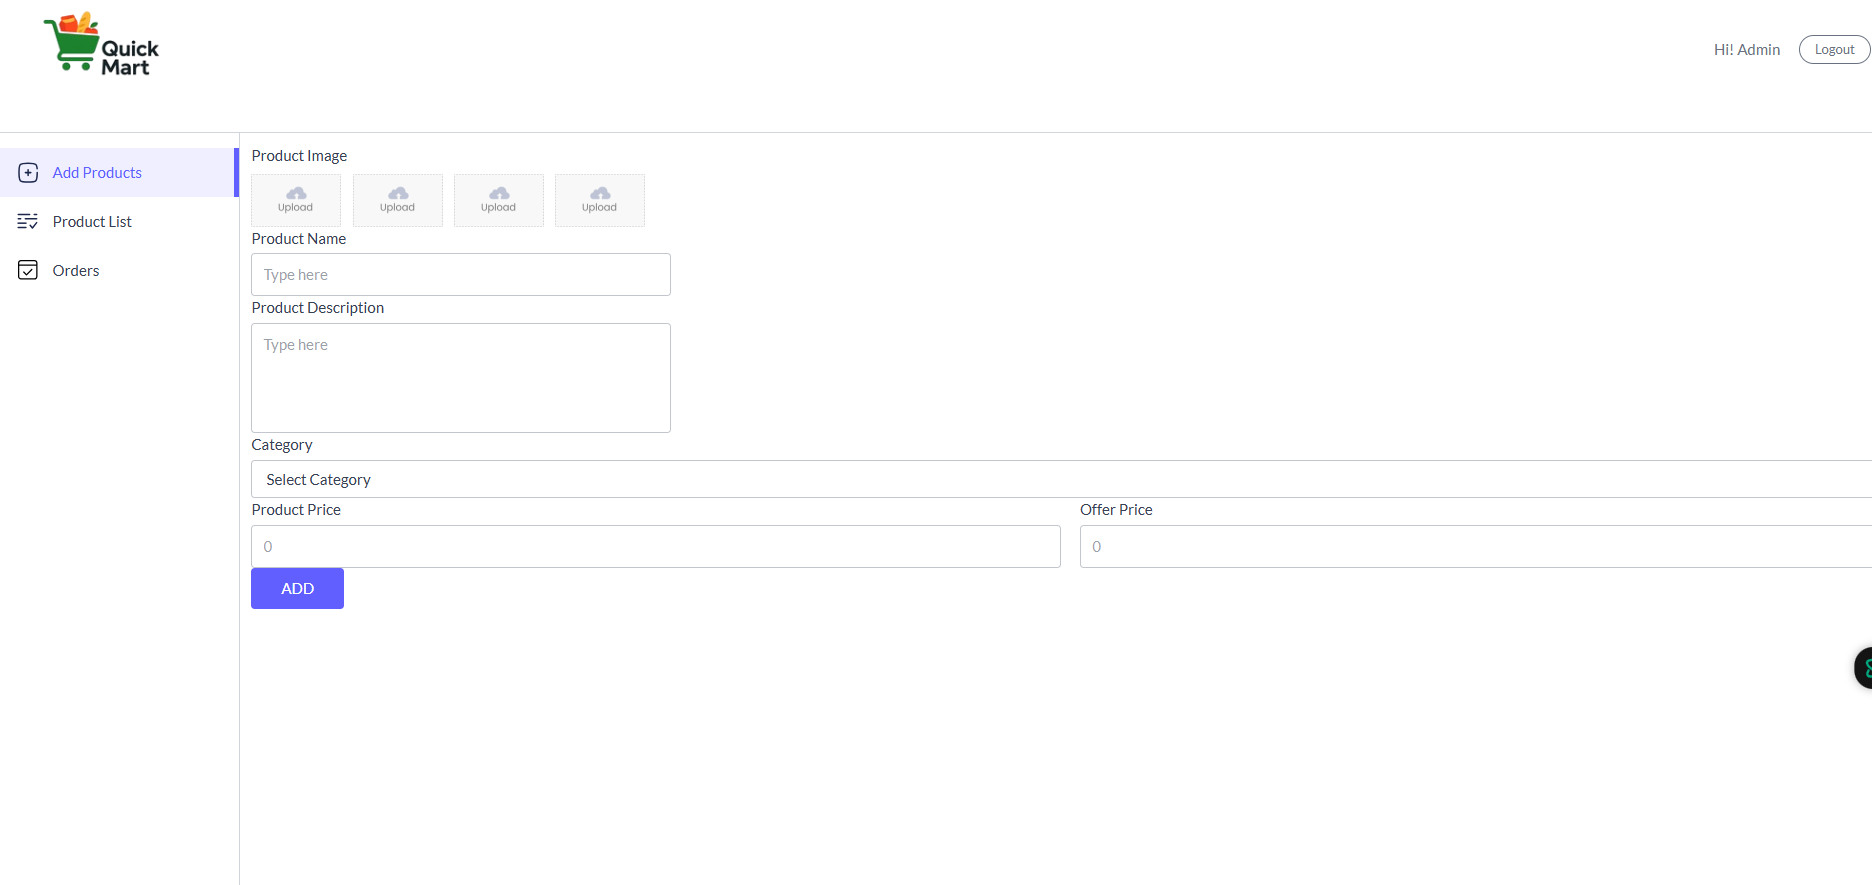 Quick
Mart
Hi! Admin
Logout
Add Products
Product List
Orders
Product Image
Upload
Upload
Upload
Upload
Product Name
Type here
Product Description
Type here
Category
Select Category
Product Price
Offer Price
0
0
ADD